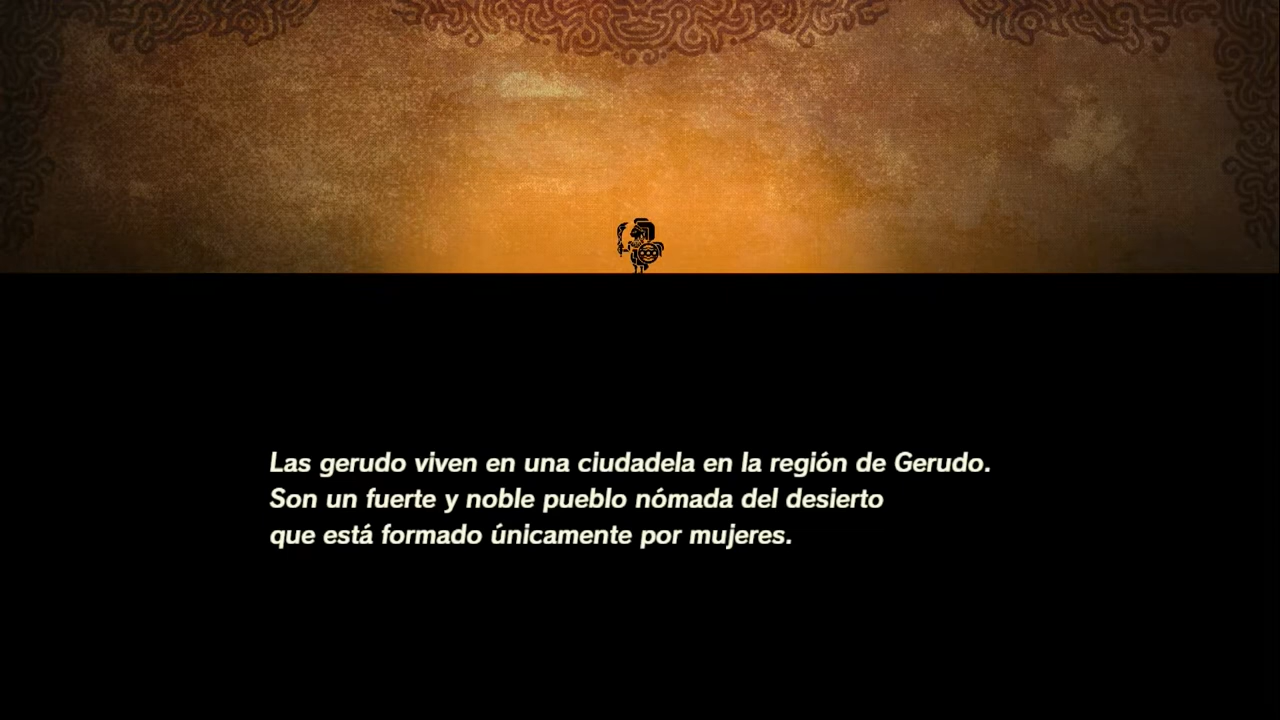 Las gerudo viven en una ciudadela en la región de Gerudo.
Son un fuerte y noble pueblo nómada del desierto
que está formado únicamente por mujeres.